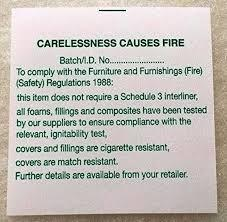 CARELESSNESS CAUSES FIRE
Batch/I.D. No......................
To comply with the Furniture and Furnishings (Fire)
(Safety) Regulations 1988:
this item does not require a Schedule 3 interliner,
all foams, fillings and composites have been tested
by our suppliers to ensure compliance with the
relevant, ignitability test,
covers and fillings are cigarette resistant,
covers are match resistant.
Further details are available from your retailer.